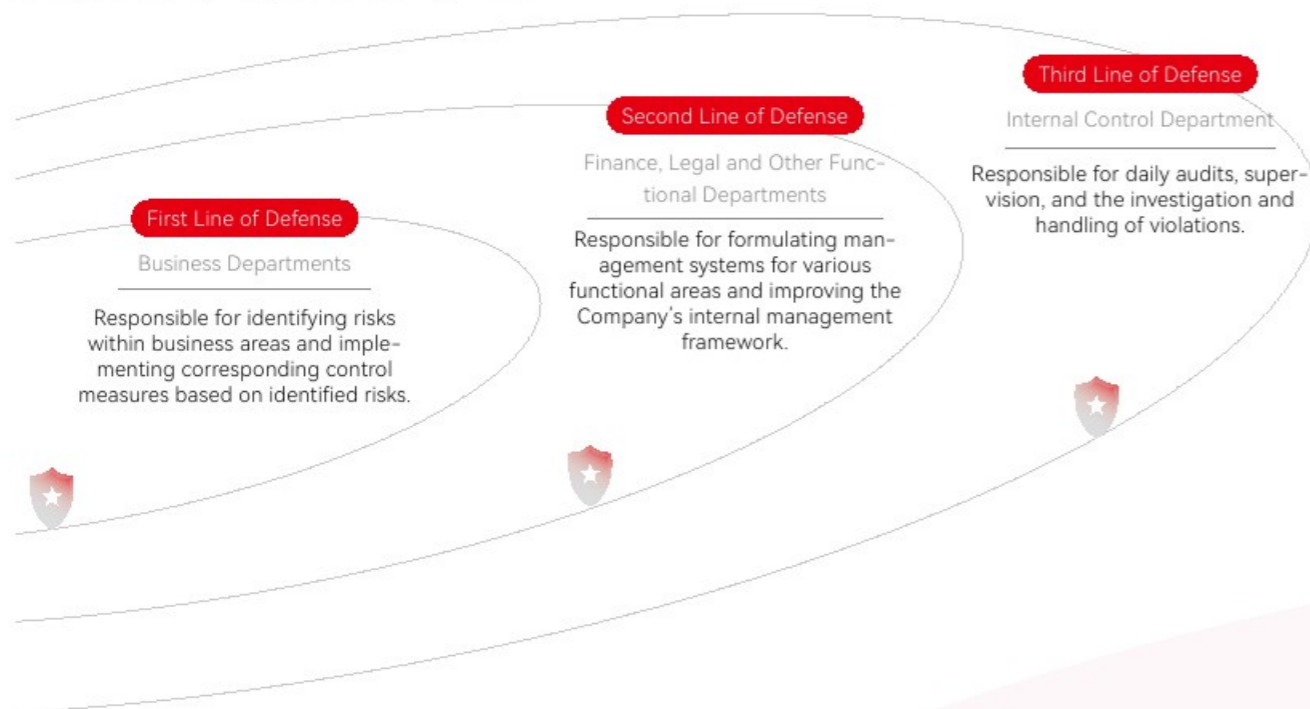 First Line of Defense
Business Departments
Responsible for identifying risks
within business areas and imple-
menting corresponding control
measures based on identified risks.
Second Line of Defense
Finance, Legal and Other Func-
tional Departments
Responsible for formulating man-
agement systems for various
functional areas and improving the
Company's internal management
framework.
Third Line of Defense
Internal Control Department
Responsible for daily audits, super-
vision, and the investigation and
handling of violations.